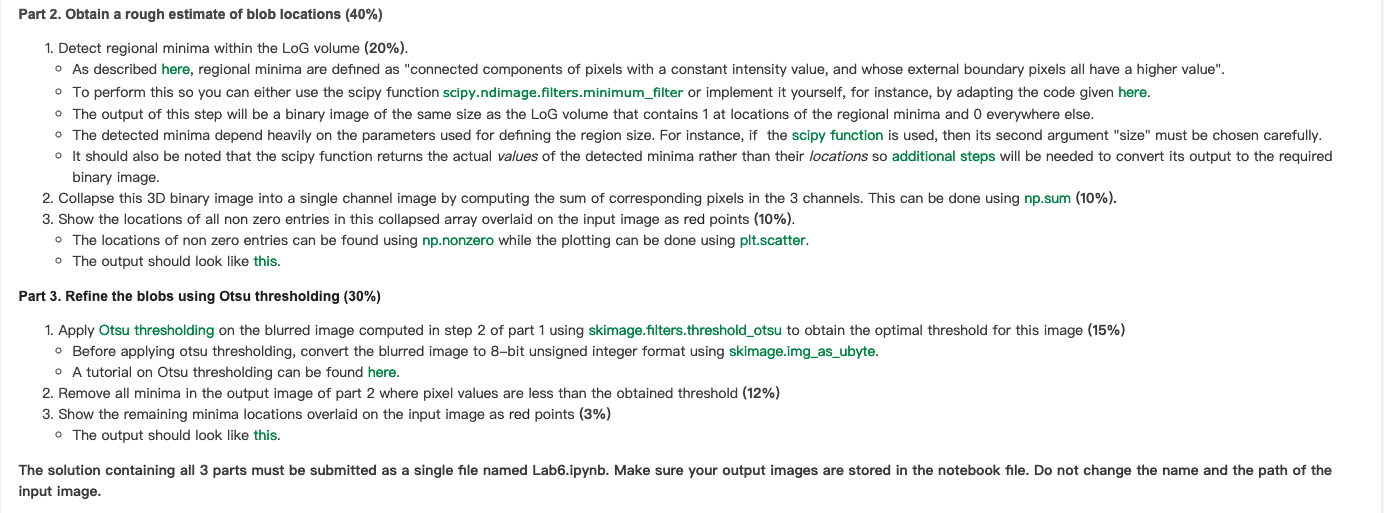 Part 2. Obtain a rough estimate of blob locations (40%)
1. Detect regional minima within the LoG volume (20%).
∘ As described here, regional minima are defined as "connected components of pixels with a constant intensity value, and whose external boundary pixels all have a higher value".
∘ To perform this so you can either use the scipy function scipy.ndimage.filters.minimum_filter or implement it yourself, for instance, by adapting the code given here.
∘ The output of this step will be a binary image of the same size as the LoG volume that contains 1 at locations of the regional minima and 0 everywhere else.
∘ The detected minima depend heavily on the parameters used for defining the region size. For instance, if the scipy function is used, then its second argument "size" must be chosen carefully.
∘ It should also be noted that the scipy function returns the actual values of the detected minima rather than their locations so additional steps will be needed to convert its output to the required
binary image.
2. Collapse this 3D binary image into a single channel image by computing the sum of corresponding pixels in the 3 channels. This can be done using np.sum (10%).
3. Show the locations of all non zero entries in this collapsed array overlaid on the input image as red points (10%).
∘ The locations of non zero entries can be found using np.nonzero while the plotting can be done using plt.scatter.
∘ The output should look like this.
Part 3. Refine the blobs using Otsu thresholding (30%)
1. Apply Otsu thresholding on the blurred image computed in step 2 of part 1 using skimage.filters.threshold_otsu to obtain the optimal threshold for this image (15%)
∘ Before applying otsu thresholding, convert the blurred image to 8-bit unsigned integer format using skimage.img_as_ubyte.
∘ A tutorial on Otsu thresholding can be found here.
2. Remove all minima in the output image of part 2 where pixel values are less than the obtained threshold (12%)
3. Show the remaining minima locations overlaid on the input image as red points (3%)
∘ The output should look like this.
The solution containing all 3 parts must be submitted as a single file named Lab6.ipynb. Make sure your output images are stored in the notebook file. Do not change the name and the path of the
input image.